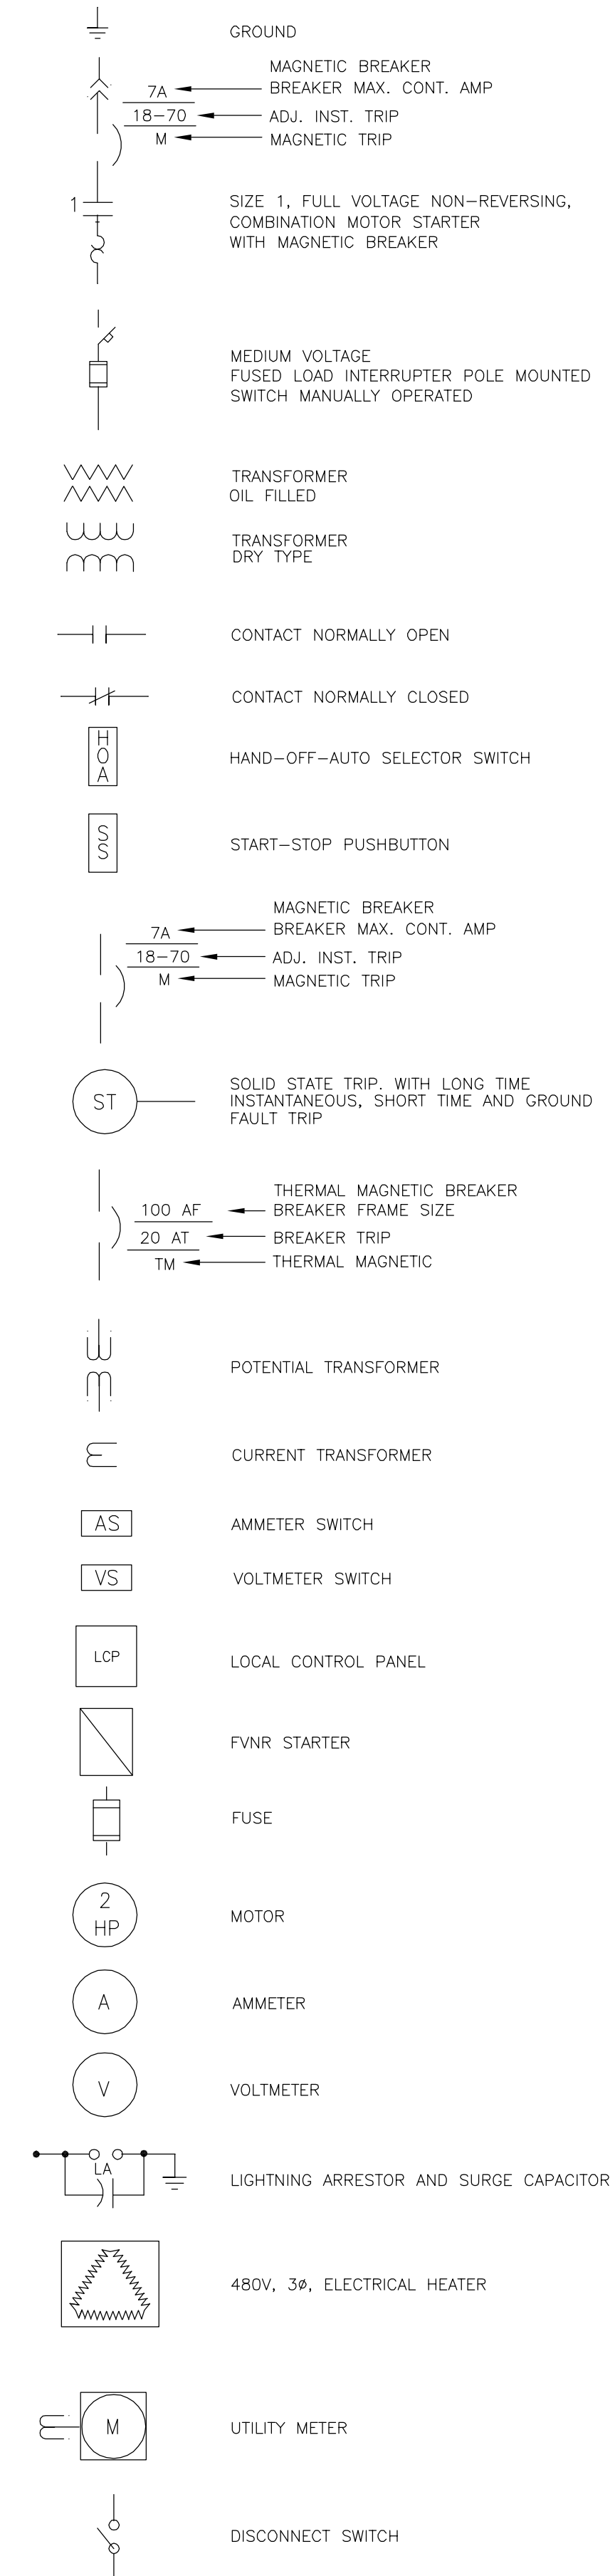 GROUND
MAGNETIC BREAKER
7A BREAKER MAX. CONT. AMP
18-70 ADJ. INST. TRIP
M MAGNETIC TRIP
1 SIZE 1, FULL VOLTAGE NON-REVERSING,
COMBINATION MOTOR STARTER
WITH MAGNETIC BREAKER
MEDIUM VOLTAGE
FUSED LOAD INTERRUPTER POLE MOUNTED
SWITCH MANUALLY OPERATED
TRANSFORMER
OIL FILLED
TRANSFORMER
DRY TYPE
CONTACT NORMALLY OPEN
CONTACT NORMALLY CLOSED
H
O
A
HAND-OFF-AUTO SELECTOR SWITCH
S
S
START-STOP PUSHBUTTON
MAGNETIC BREAKER
7A BREAKER MAX. CONT. AMP
18-70 ADJ. INST. TRIP
M MAGNETIC TRIP
SOLID STATE TRIP. WITH LONG TIME
ST INSTANTANEOUS, SHORT TIME AND GROUND
FAULT TRIP
THERMAL MAGNETIC BREAKER
100 AF BREAKER FRAME SIZE
20 AT BREAKER TRIP
TM THERMAL MAGNETIC
POTENTIAL TRANSFORMER
CURRENT TRANSFORMER
AS AMMETER SWITCH
VS VOLTMETER SWITCH
LCP LOCAL CONTROL PANEL
FVNR STARTER
FUSE
2
HP
MOTOR
A AMMETER
V VOLTMETER
LA
LIGHTNING ARRESTOR AND SURGE CAPACITOR
480V, 3ø, ELECTRICAL HEATER
M UTILITY METER
DISCONNECT SWITCH